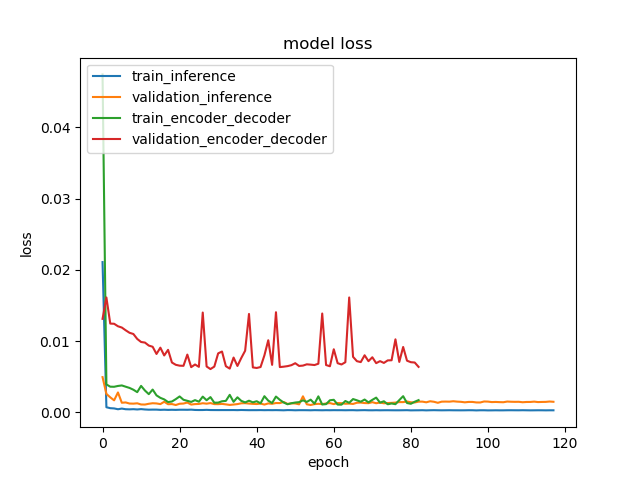 model loss
train_inference
validation_inference
train_encoder_decoder
validation_encoder_decoder
0.04
0.03
0.02
0.01
0.00
loss
0 20 40 60 80 100 120
epoch